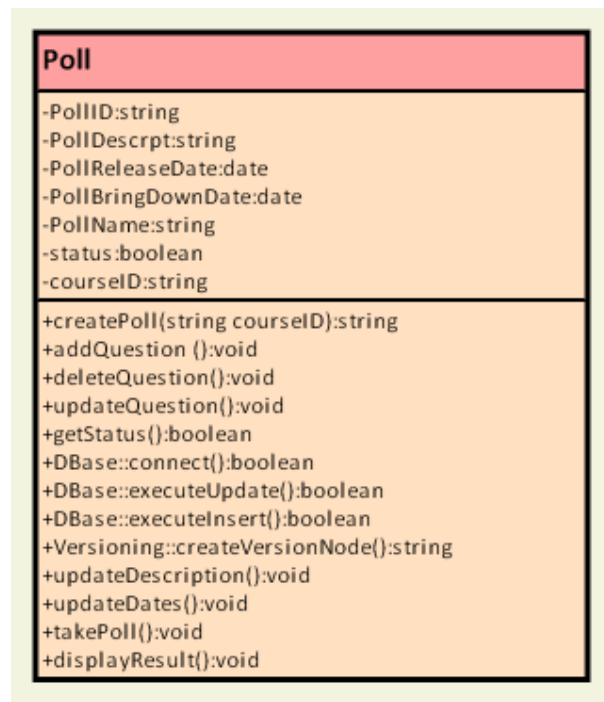 Poll
-PollID:string
-PollDescrpt:string
-PollReleaseDate:date
-PollBringDownDate:date
-PollName:string
-status:boolean
-courseID:string
+createPoll(string courseID):string
+addQuestion ():void
+deleteQuestion():void
+updateQuestion():void
+getStatus():boolean
+DBase::connect():boolean
+DBase::executeUpdate():boolean
+DBase::executeInsert():boolean
+Versioning::createVersionNode():string
+updateDescription():void
+updateDates():void
+takePoll():void
+displayResult():void